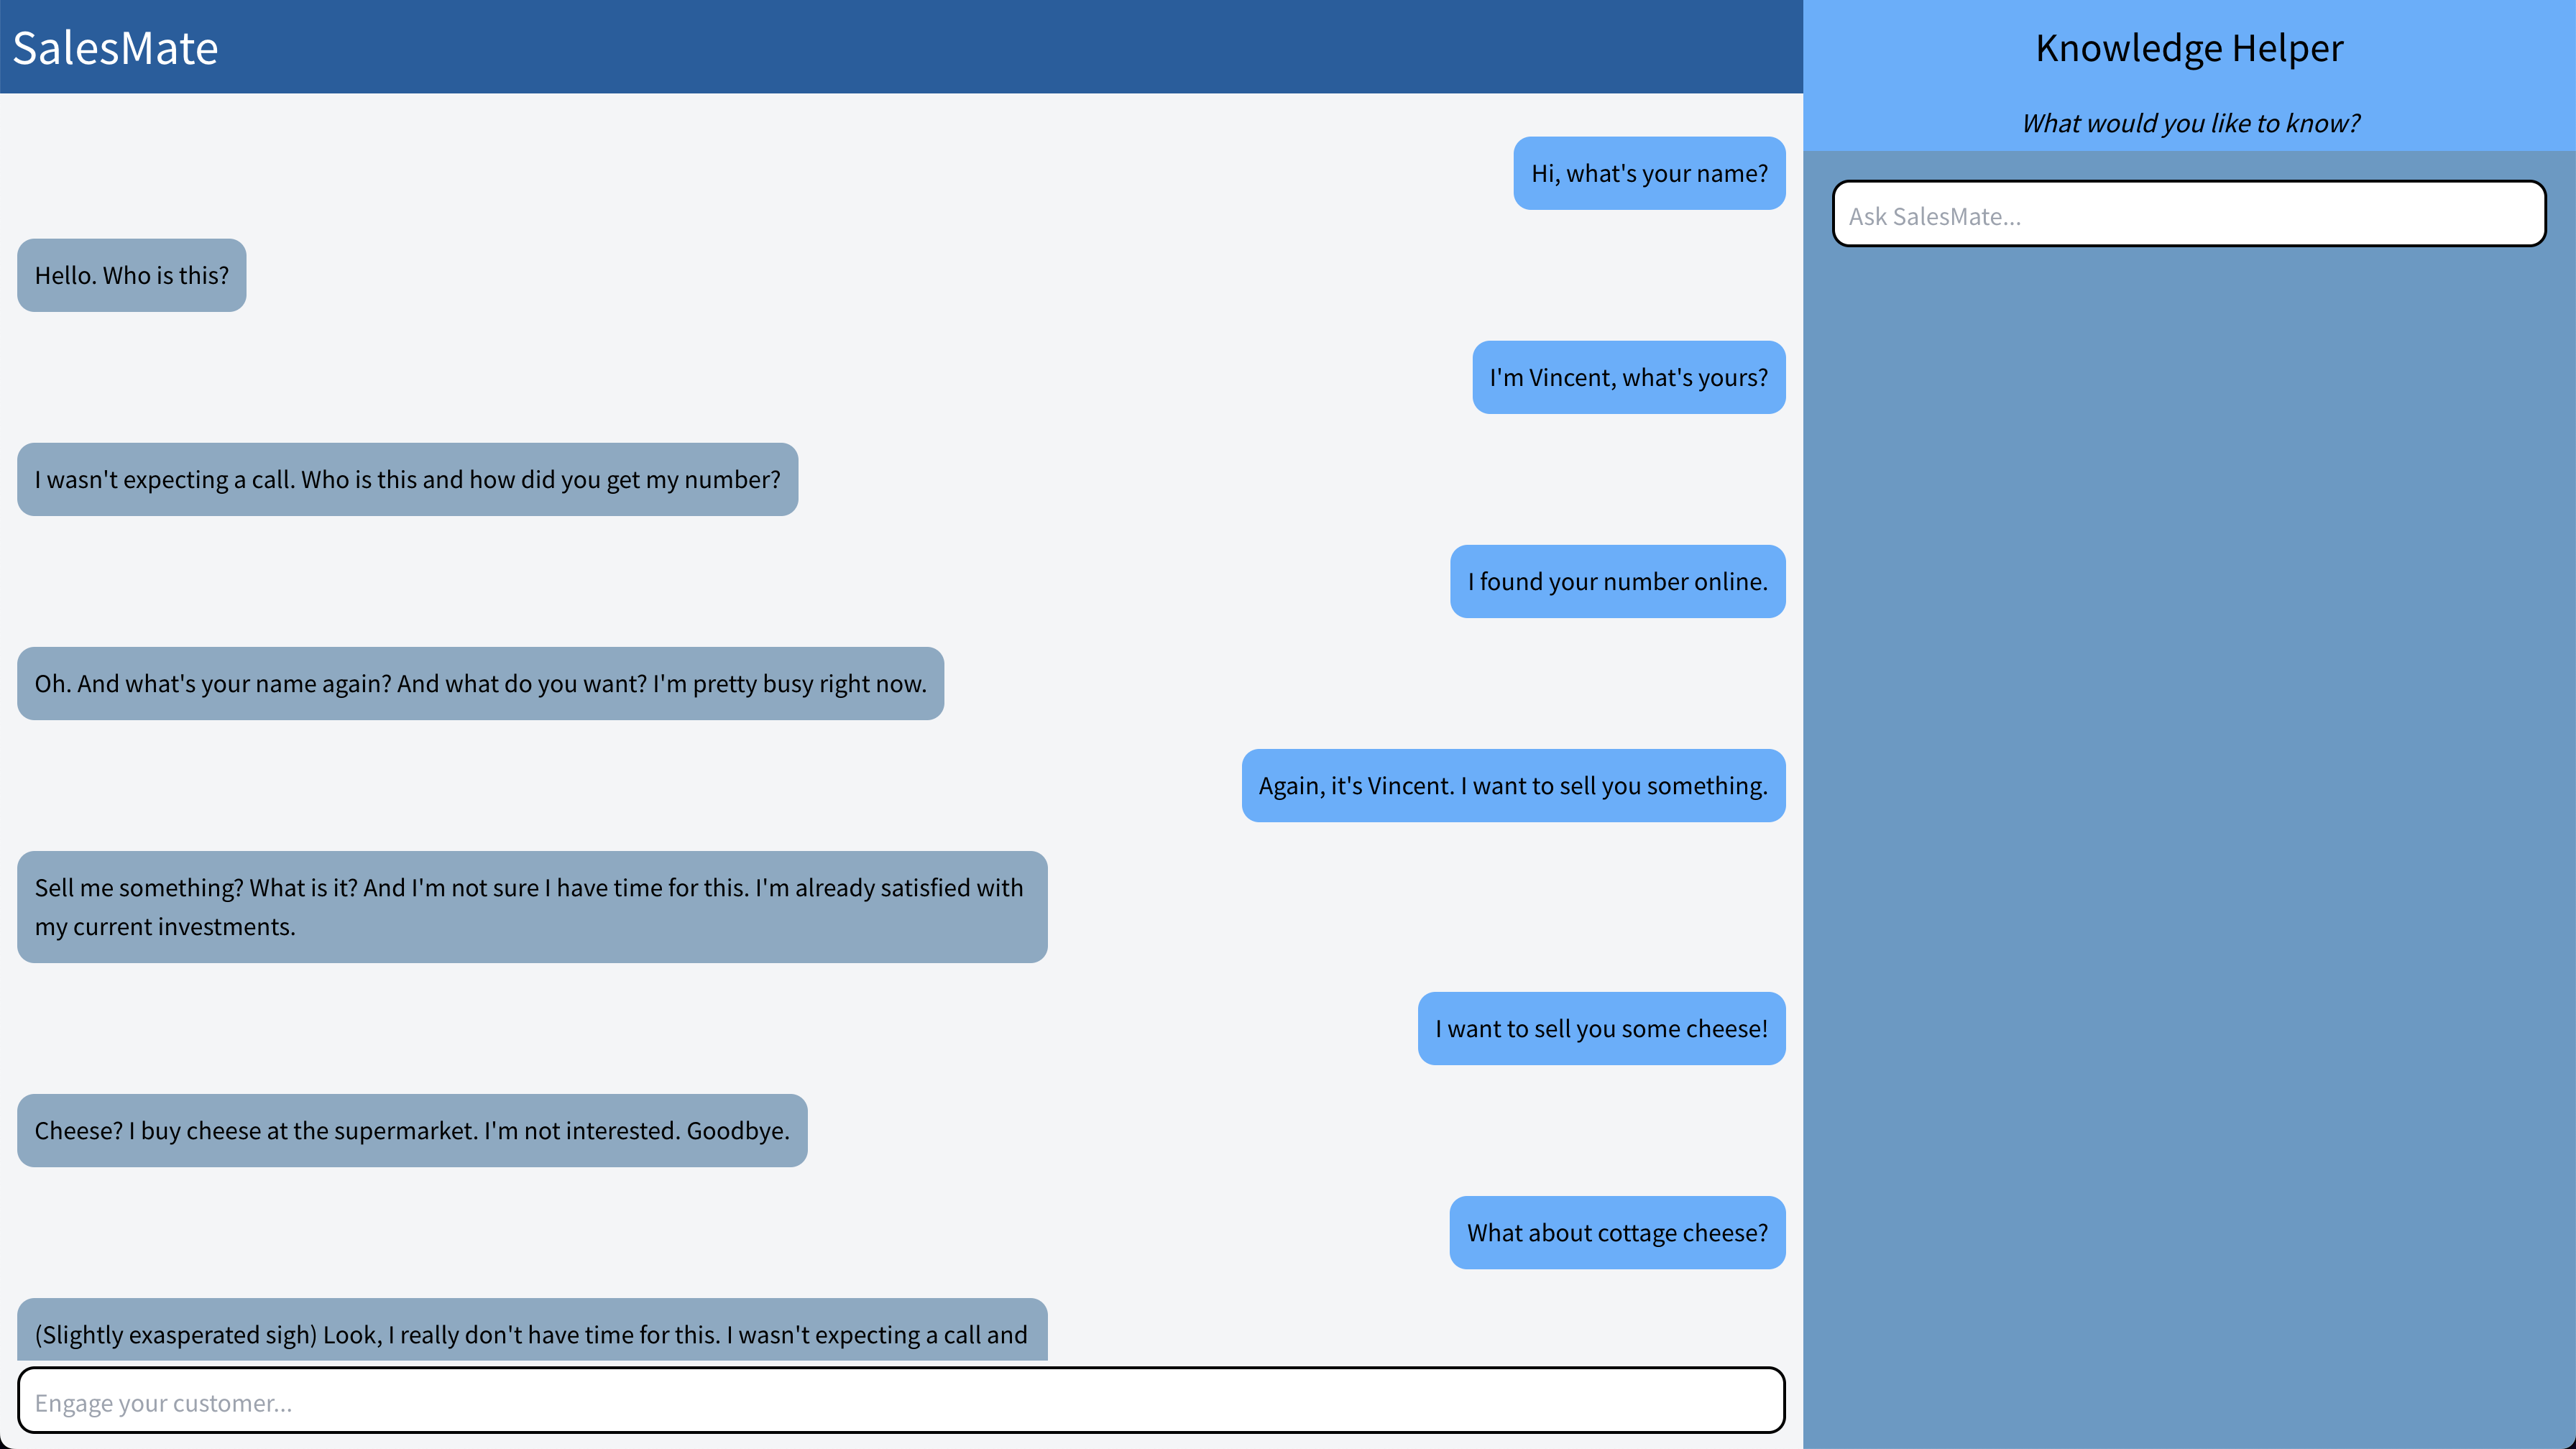 SalesMate
Hi, what's your name?
Hello. Who is this?
I'm Vincent, what's yours?
I wasn't expecting a call. Who is this and how did you get my number?
I found your number online.
Oh. And what's your name again? And what do you want? I'm pretty busy right now.
Again, it's Vincent. I want to sell you something.
Sell me something? What is it? And I'm not sure I have time for this. I'm already satisfied with
my current investments.
I want to sell you some cheese!
Cheese? I buy cheese at the supermarket. I'm not interested. Goodbye.
What about cottage cheese?
(Slightly exasperated sigh) Look, I really don't have time for this. I wasn't expecting a call and
Engage your customer...
Knowledge Helper
What would you like to know?
Ask SalesMate...